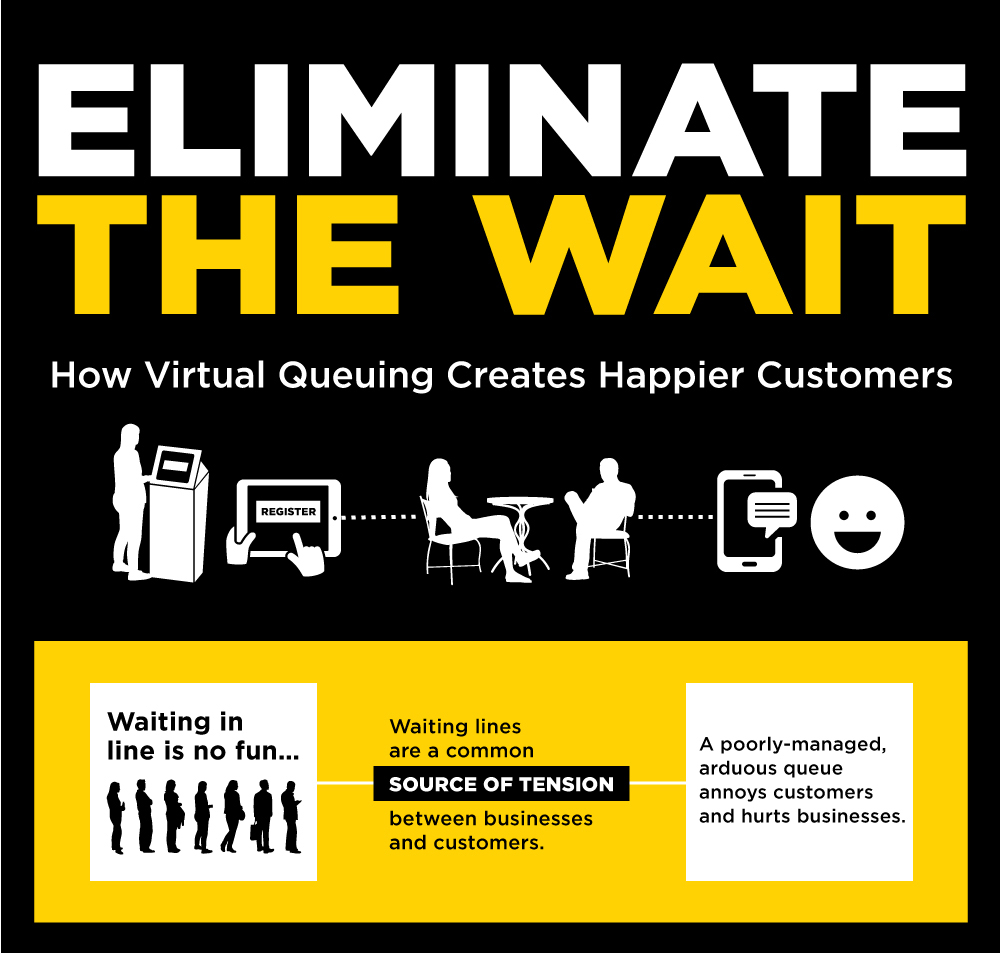 ELIMINATE
THE WAIT
How Virtual Queuing Creates Happier Customers
REGISTER
Waiting in
line is no fun...
Waiting lines
are a common
SOURCE OF TENSION
between businesses
and customers.
A poorly-managed,
arduous queue
annoys customers
and hurts businesses.